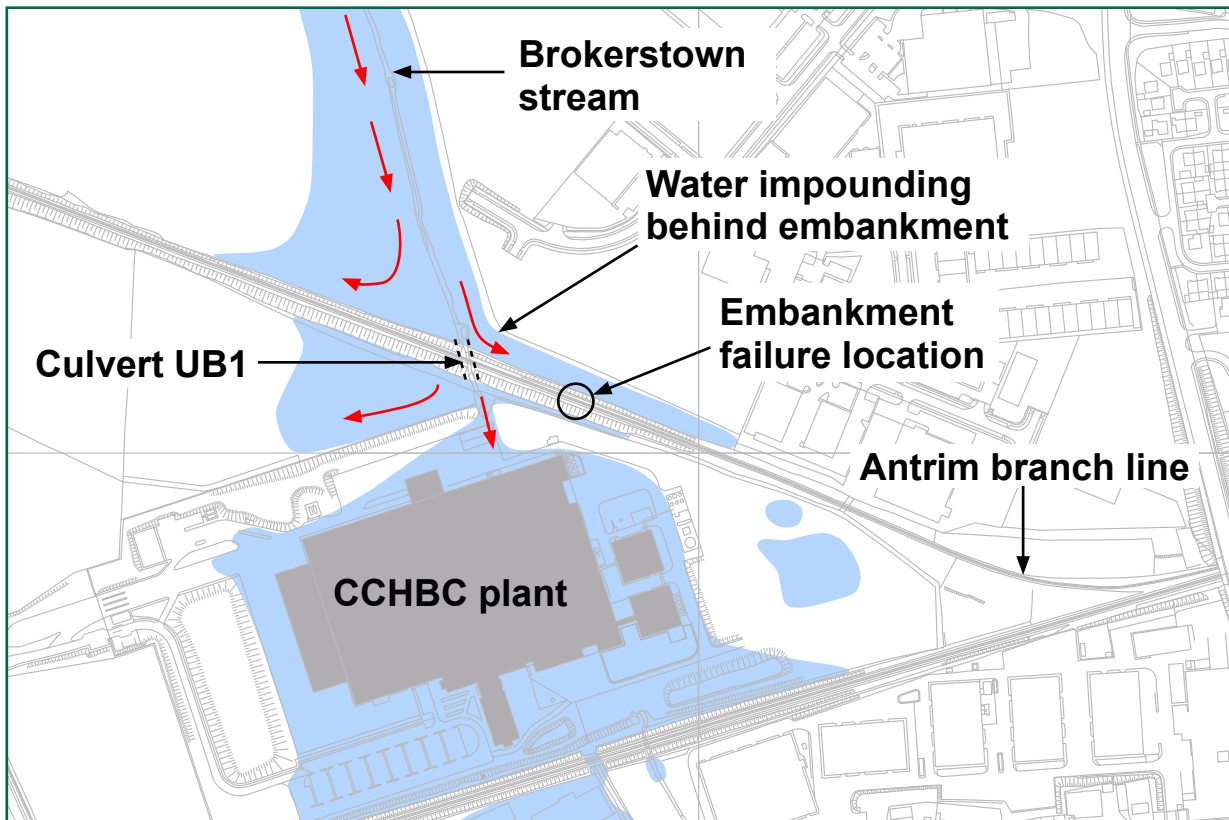 Brokerstown
stream
Water impounding
behind embankment
Embankment
failure location
Culvert UB1
Antrim branch line
CCHBC plant